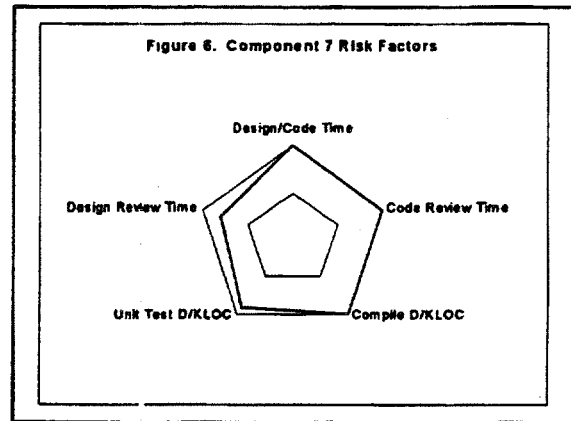 Figure 6. Component 7 Risk Factors
Design/Code Time
Design Review Time
Code Review Time
Unit Test D/KLOC
Compile D/KLOC